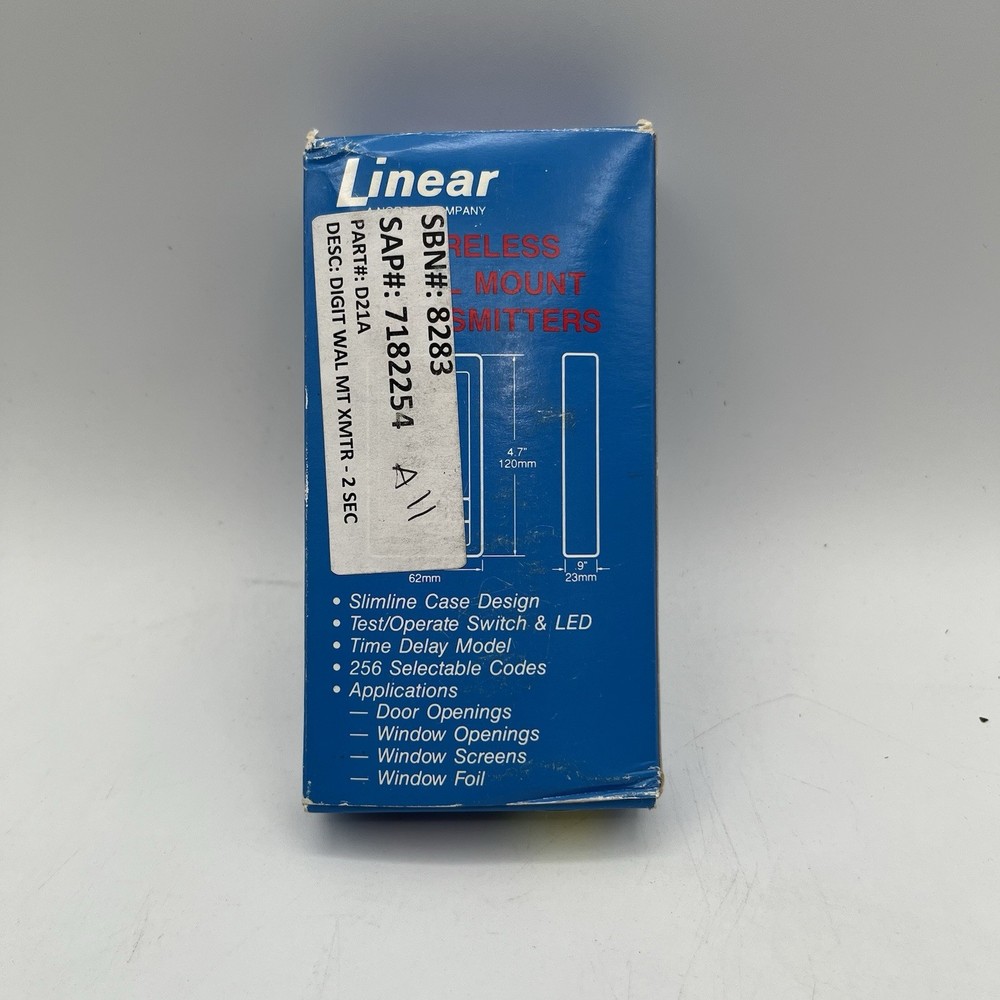 Linear
MPANY
RELESS
MOUNT
SMITTERS
SBN#: 8283
SAP#: 7182254
PART#: D21A
DESC: DIGIT WAL MT XMTR - 2 SEC
All
4.7"
120mm
62mm
.9"
23mm
• Slimline Case Design
• Test/Operate Switch & LED
• Time Delay Model
• 256 Selectable Codes
• Applications
— Door Openings
— Window Openings
— Window Screens
— Window Foil